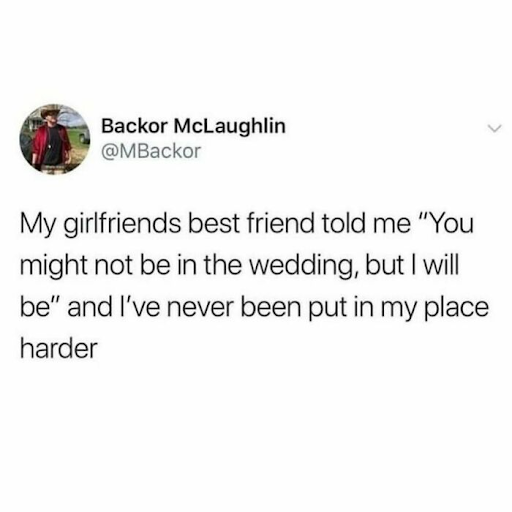 Backor McLaughlin
@MBackor
My girlfriends best friend told me "You
might not be in the wedding, but I will
be" and I've never been put in my place
harder